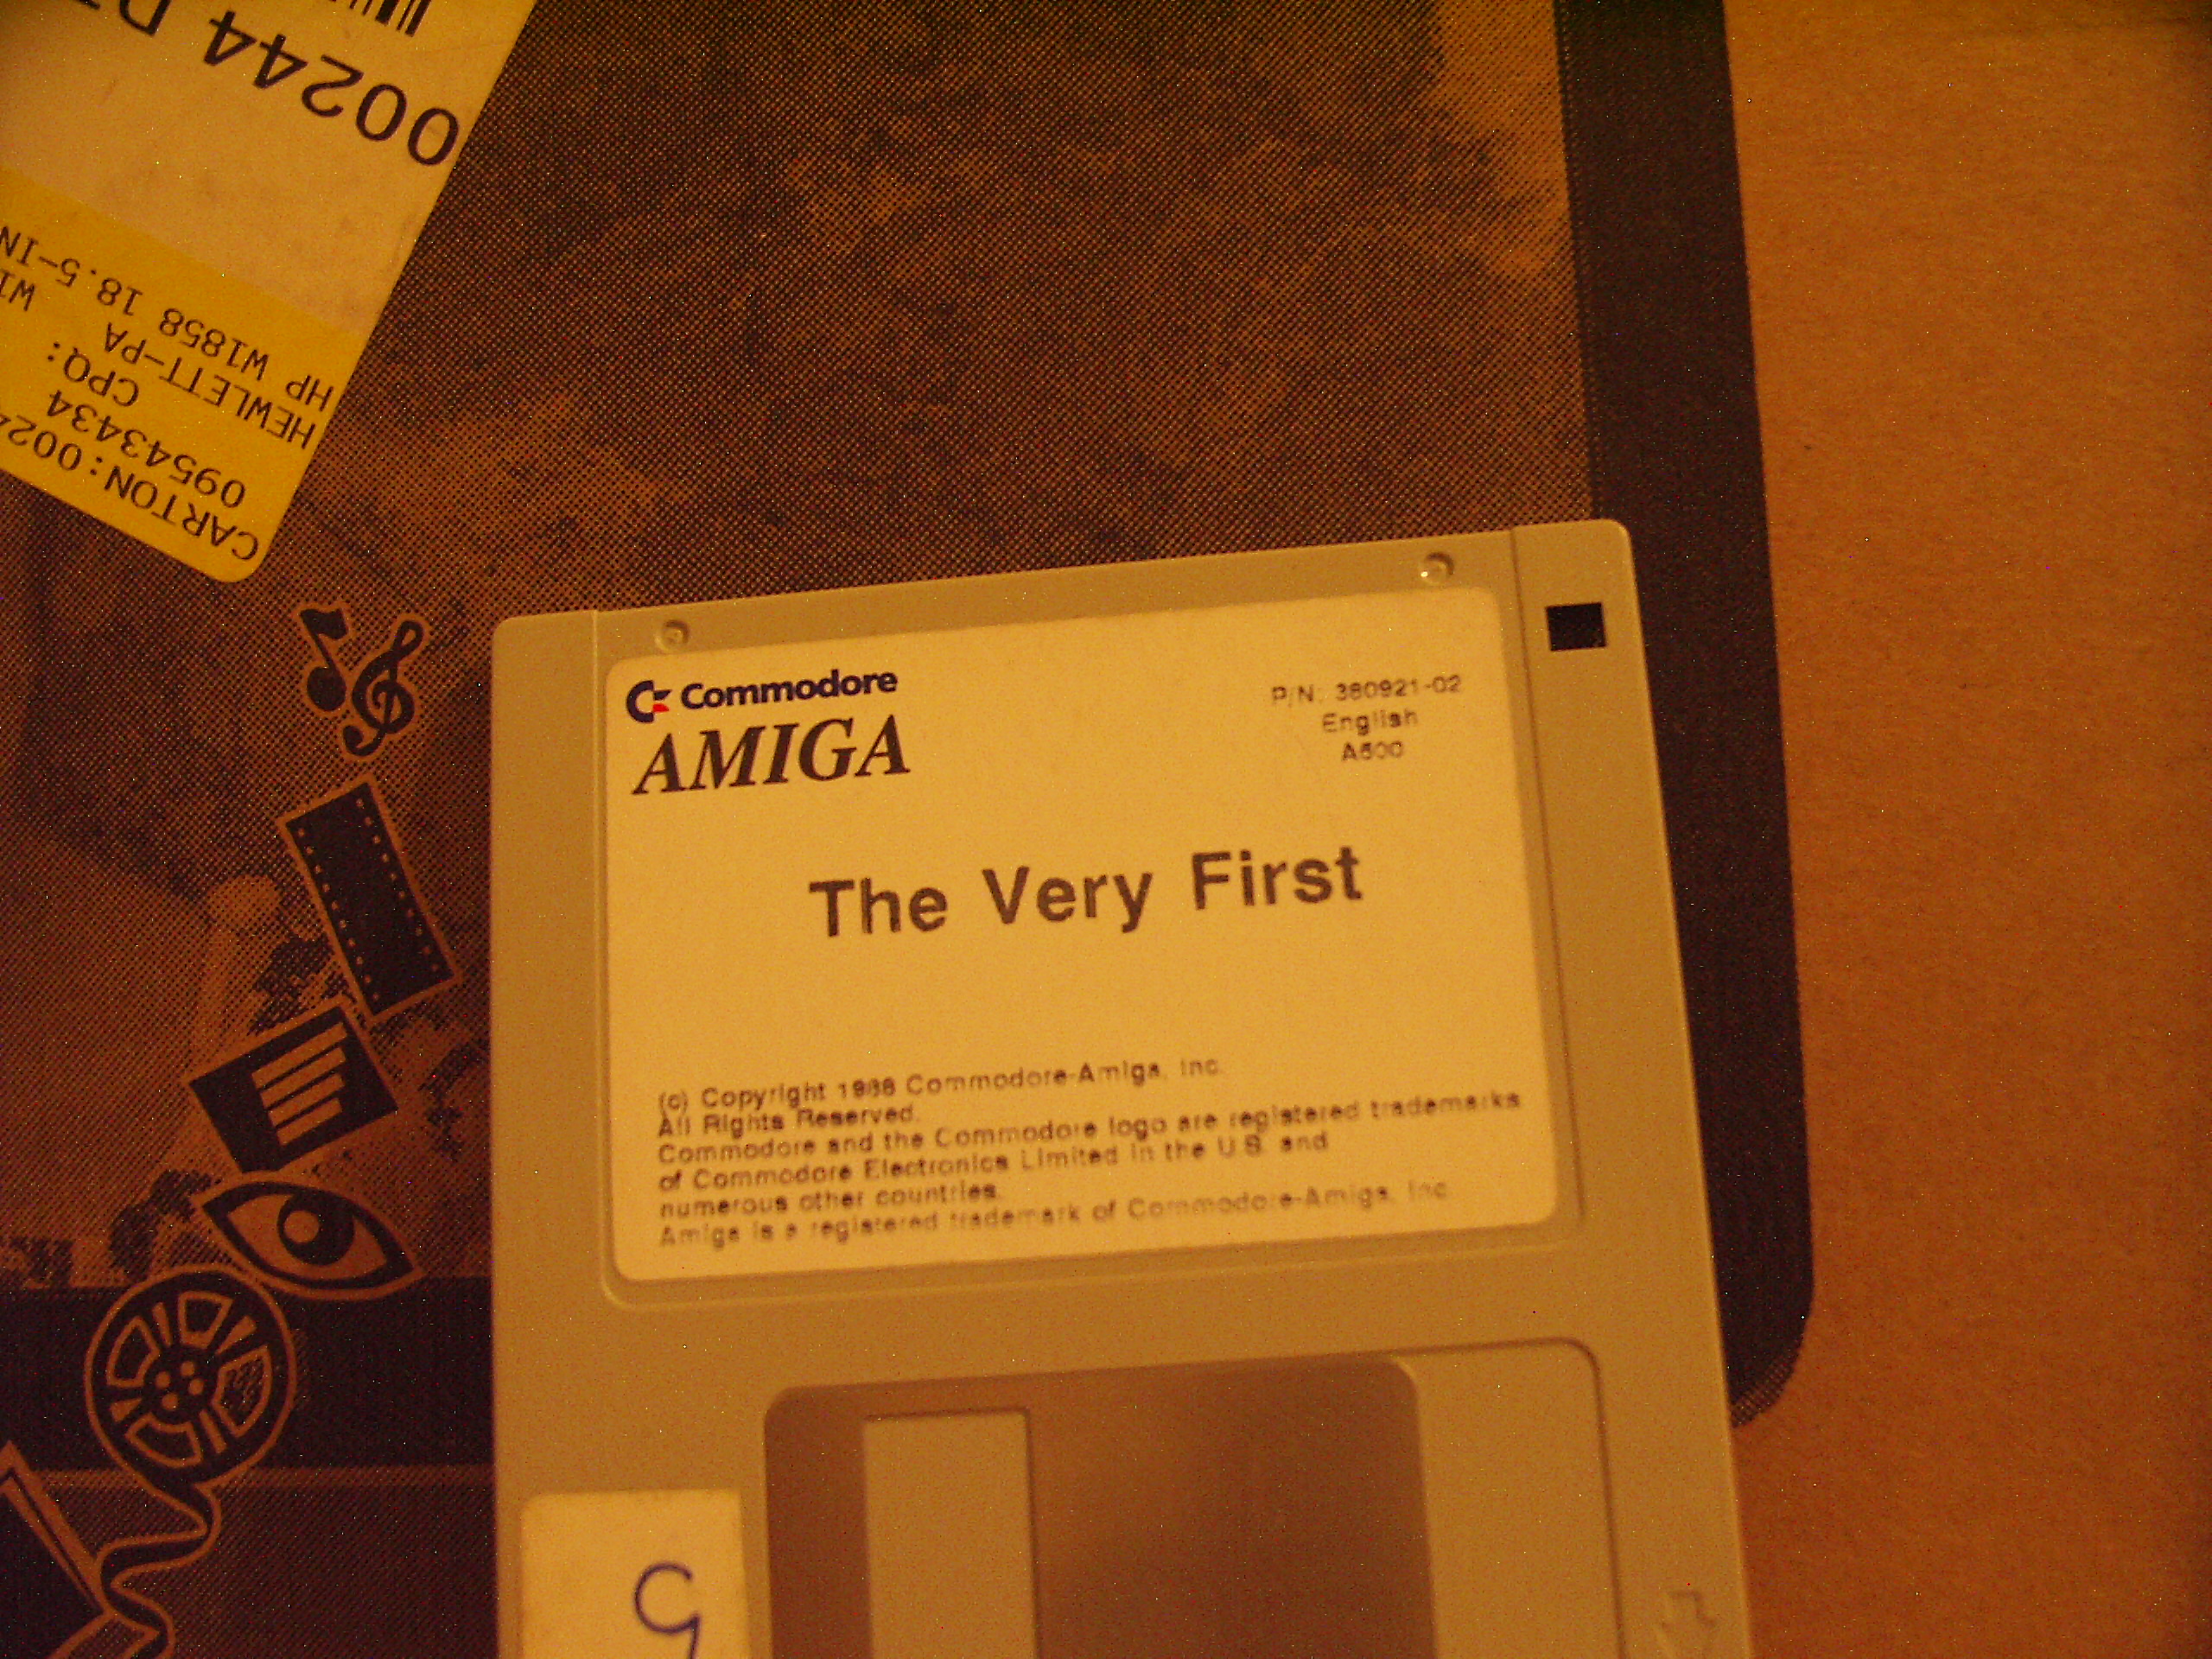 00244
HP W1858 18.5-IN
HEWLETT-PA
CPQ:
09543434
CARTON:0024
Commodore
AMIGA
P/N: 380921-02
English
A500
The Very First
(c) Copyright 1988 Commodore-Amiga, Inc.
All Rights Reserved.
Commodore and the Commodore logo are registered trademarks
of Commodore Electronics Limited in the U.S. and
numerous other countries.
Amiga is a registered trademark of Commodore-Amiga, Inc